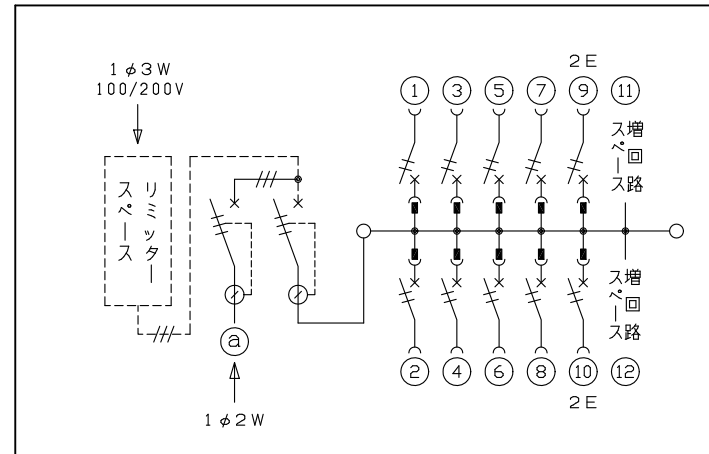 1φ3W
100/200V
リミッター
スペース
a
1φ2W
2E
1 3 5 7 9 11
増回路
スペース
増回路
スペース
2 4 6 8 10 12
2E